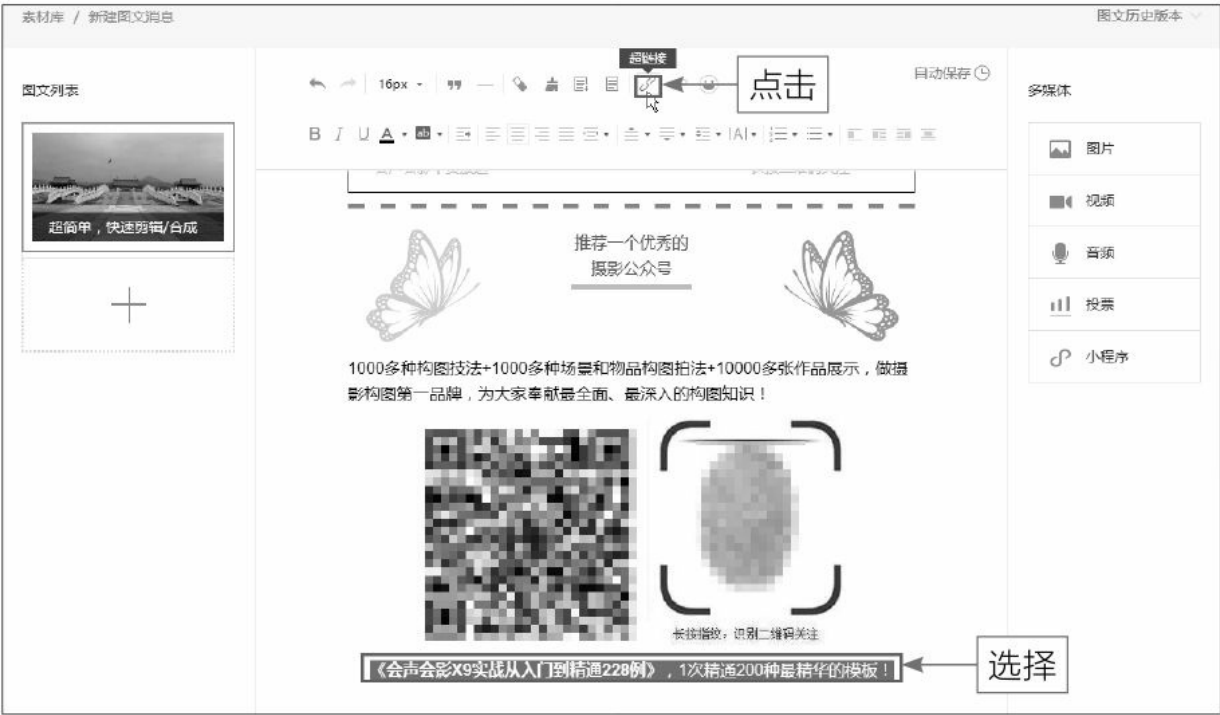 素材库 / 新建图文消息
图文历史版本
图文列表
超简单，快速剪辑/合成
超链接
点击
自动保存
16px
B I U A ab
|A|
推荐一个优秀的
摄影公众号
1000多种构图技法+1000多种场景和物品构图拍法+10000多张作品展示，做摄
影构图第一品牌，为大家奉献最全面、最深入的构图知识！
长按指纹，识别二维码关注
《会声会影X9实战从入门到精通228例》，1次精通200种最精华的模板！
选择
多媒体
图片
视频
音频
投票
小程序